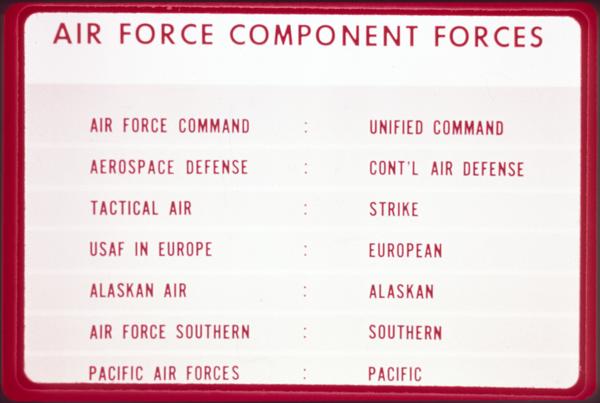 AIR FORCE COMPONENT FORCES
AIR FORCE COMMAND : UNIFIED COMMAND
AEROSPACE DEFENSE : CONT'L AIR DEFENSE
TACTICAL AIR : STRIKE
USAF IN EUROPE : EUROPEAN
ALASKAN AIR : ALASKAN
AIR FORCE SOUTHERN : SOUTHERN
PACIFIC AIR FORCES : PACIFIC